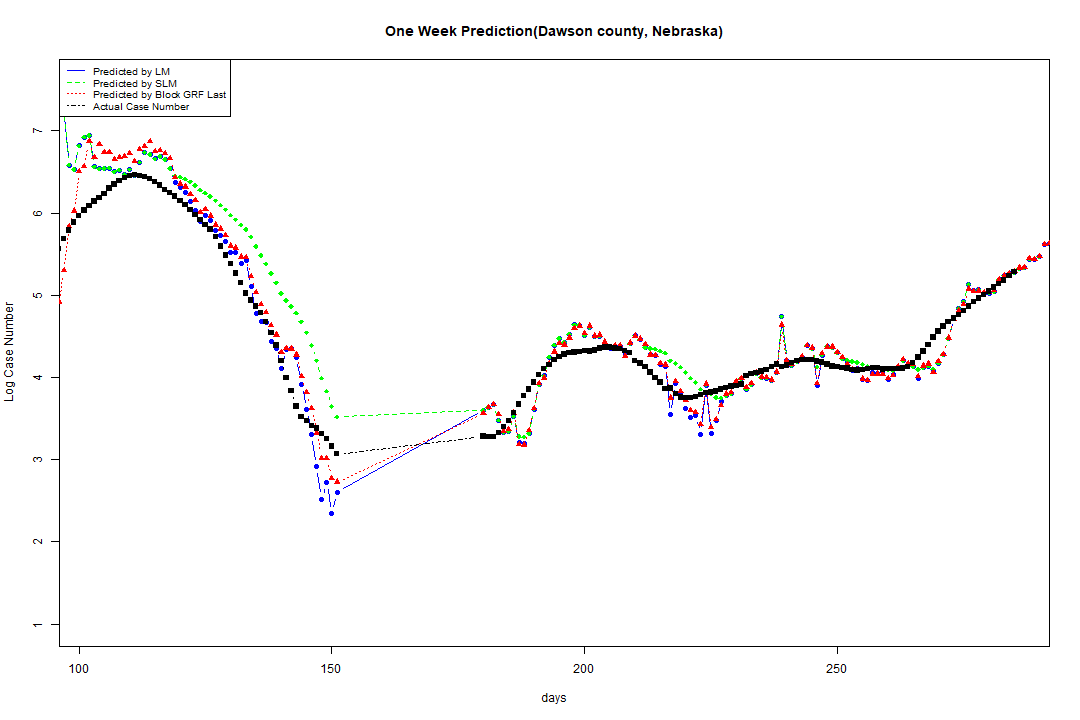 One Week Prediction(Dawson county, Nebraska)
Predicted by LM
Predicted by SLM
Predicted by Block GRF Last
Actual Case Number
7
6
5
4
3
2
1
Log Case Number
100 150 200 250
days